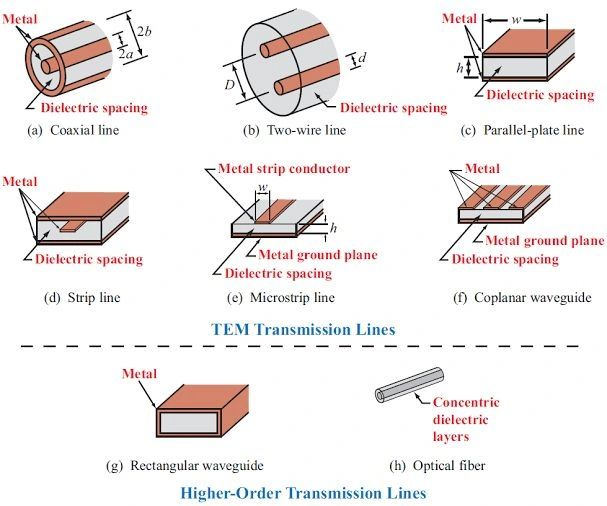 Metal
2b
2a
Dielectric spacing
(a) Coaxial line
D
d
Dielectric spacing
(b) Two-wire line
Metal
w
h
Dielectric spacing
(c) Parallel-plate line
Metal
Dielectric spacing
(d) Strip line
Metal strip conductor
w
h
Metal ground plane
Dielectric spacing
(e) Microstrip line
Metal
Metal ground plane
Dielectric spacing
(f) Coplanar waveguide
TEM Transmission Lines
Metal
(g) Rectangular waveguide
Concentric
dielectric
layers
(h) Optical fiber
Higher-Order Transmission Lines